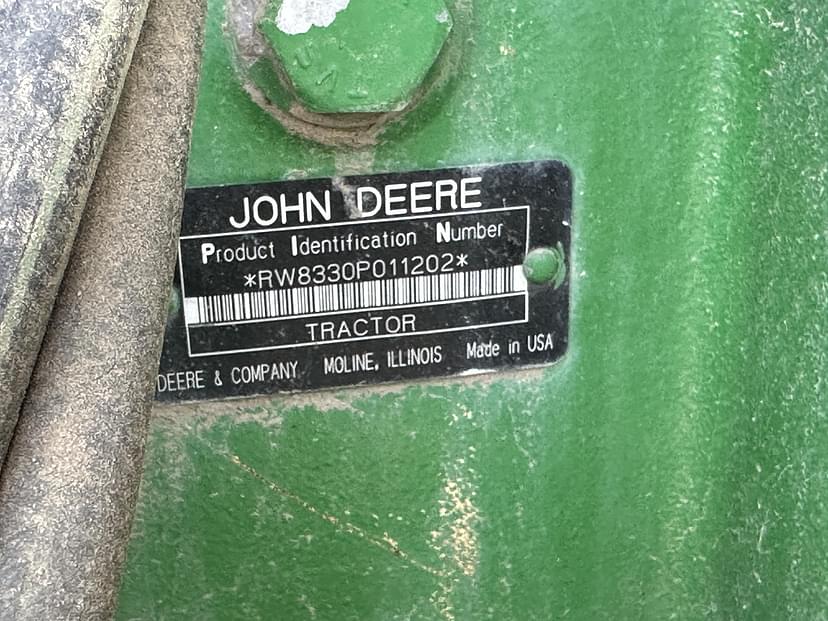 JOHN DEERE
Product Identification Number
*RW8330P011202*
TRACTOR
DEERE & COMPANY MOLINE, ILLINOIS Made in USA